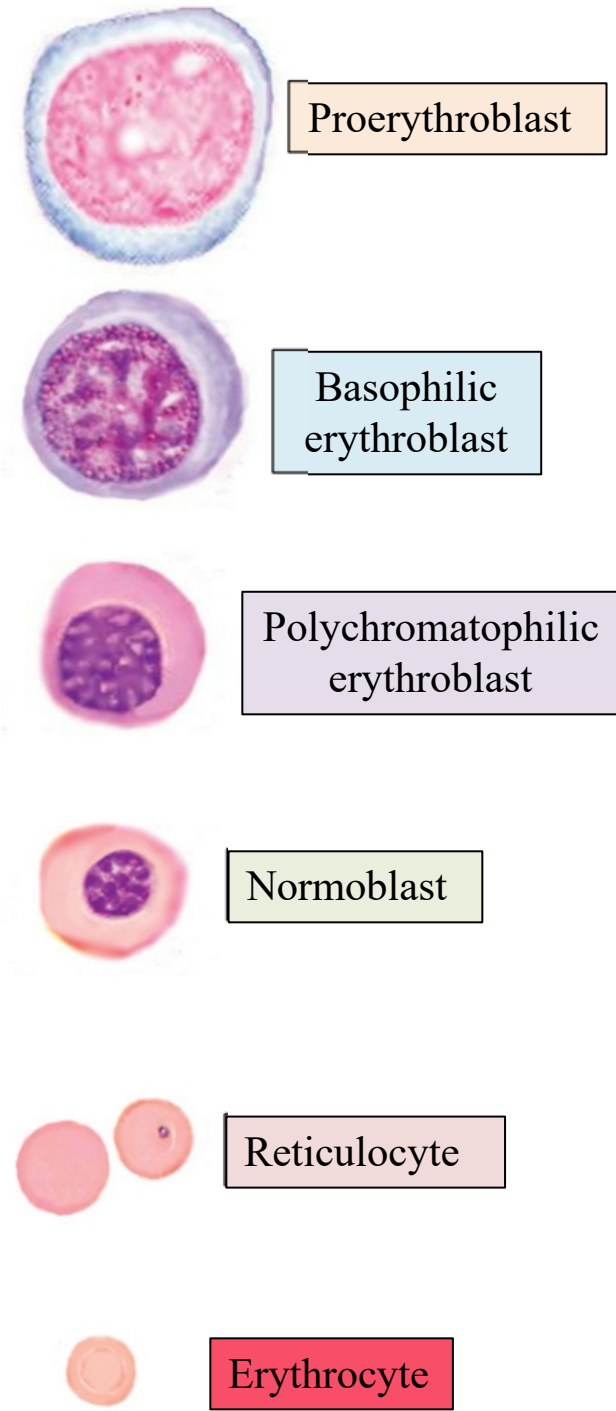 Proerythroblast
Basophilic
erythroblast
Polychromatophilic
erythroblast
Normoblast
Reticulocyte
Erythrocyte